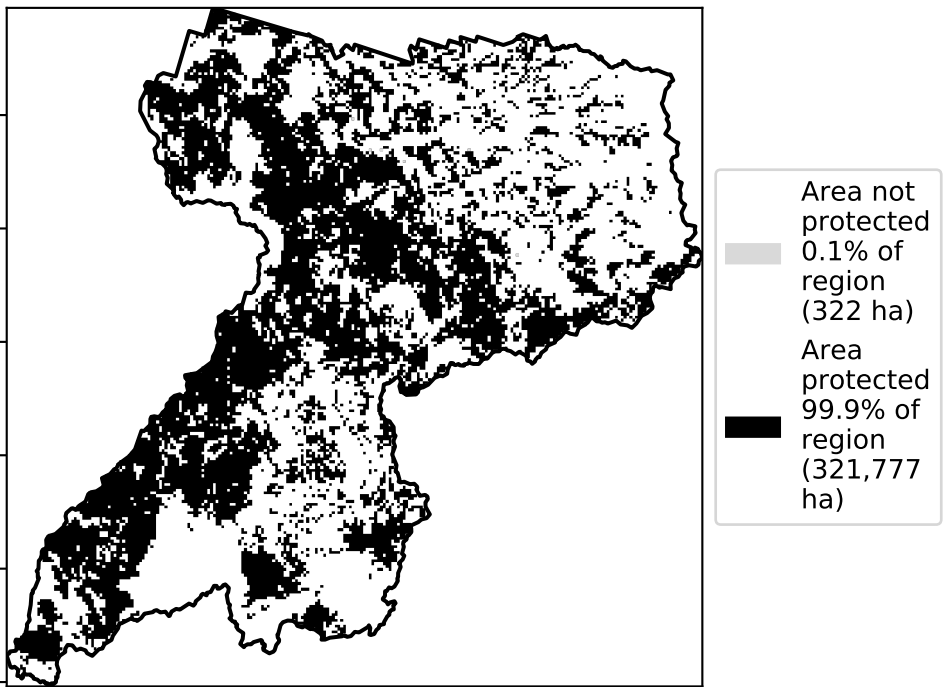 Area not
protected
0.1% of
region
(322 ha)
Area
protected
99.9% of
region
(321,777
ha)